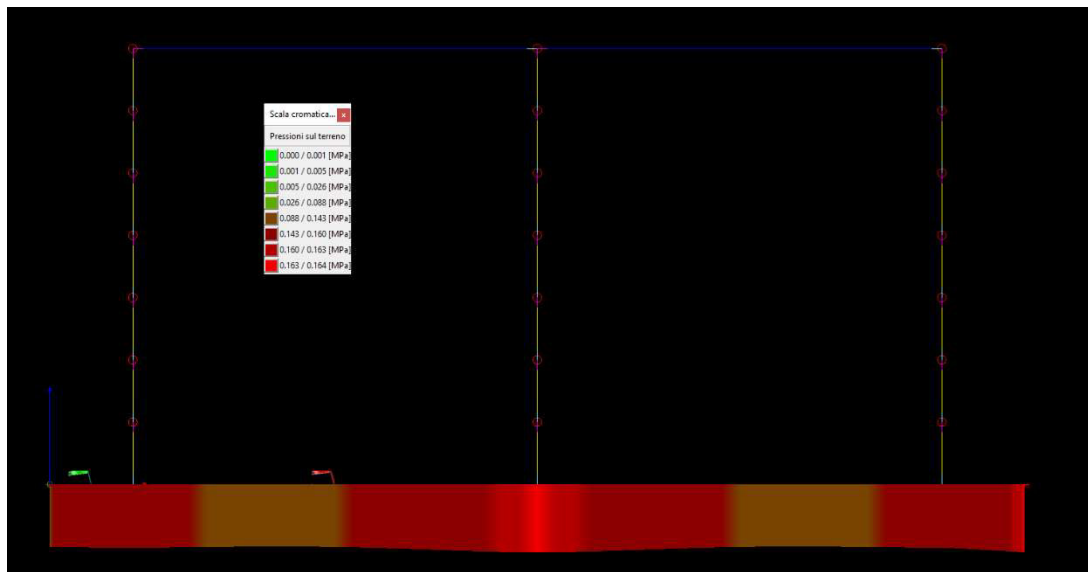 Scala cromatica...
Pressioni sul terreno
0.000 / 0.001 [MPa]
0.001 / 0.005 [MPa]
0.005 / 0.026 [MPa]
0.026 / 0.088 [MPa]
0.088 / 0.143 [MPa]
0.143 / 0.160 [MPa]
0.160 / 0.163 [MPa]
0.163 / 0.164 [MPa]